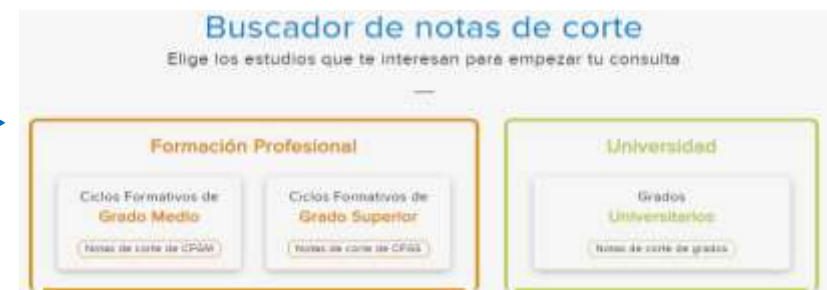 Buscador de notas de corte
Elige los estudios que te interesan para empezar tu consulta
Formación Profesional
Ciclos Formativos de
Grado Medio
Notas de corte de CFGM
Ciclos Formativos de
Grado Superior
Notas de corte de CFGS
Universidad
Grados
Universitarios
Notas de corte de grados